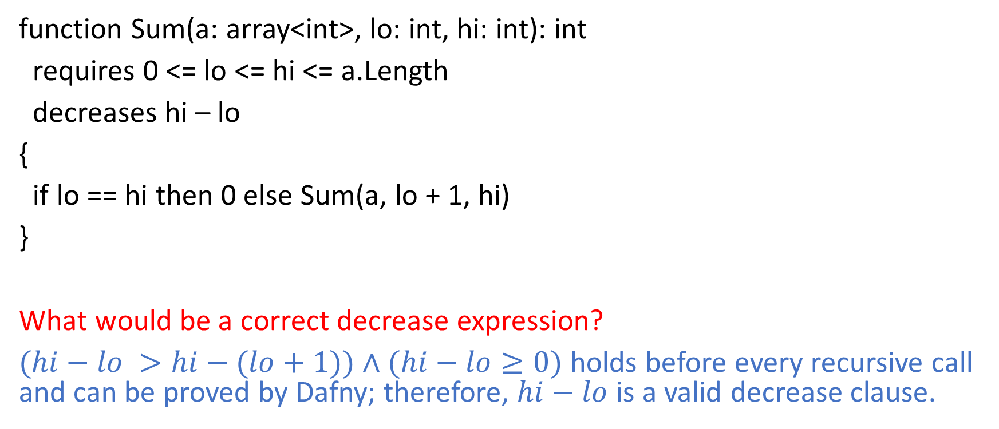 function Sum(a: array<int>, lo: int, hi: int): int
requires 0 <= lo <= hi <= a.Length
decreases hi – lo
{
if lo == hi then 0 else Sum(a, lo + 1, hi)
}
What would be a correct decrease expression?
(hi − lo > hi − (lo + 1)) ∧ (hi − lo ≥ 0) holds before every recursive call
and can be proved by Dafny; therefore, hi − lo is a valid decrease clause.